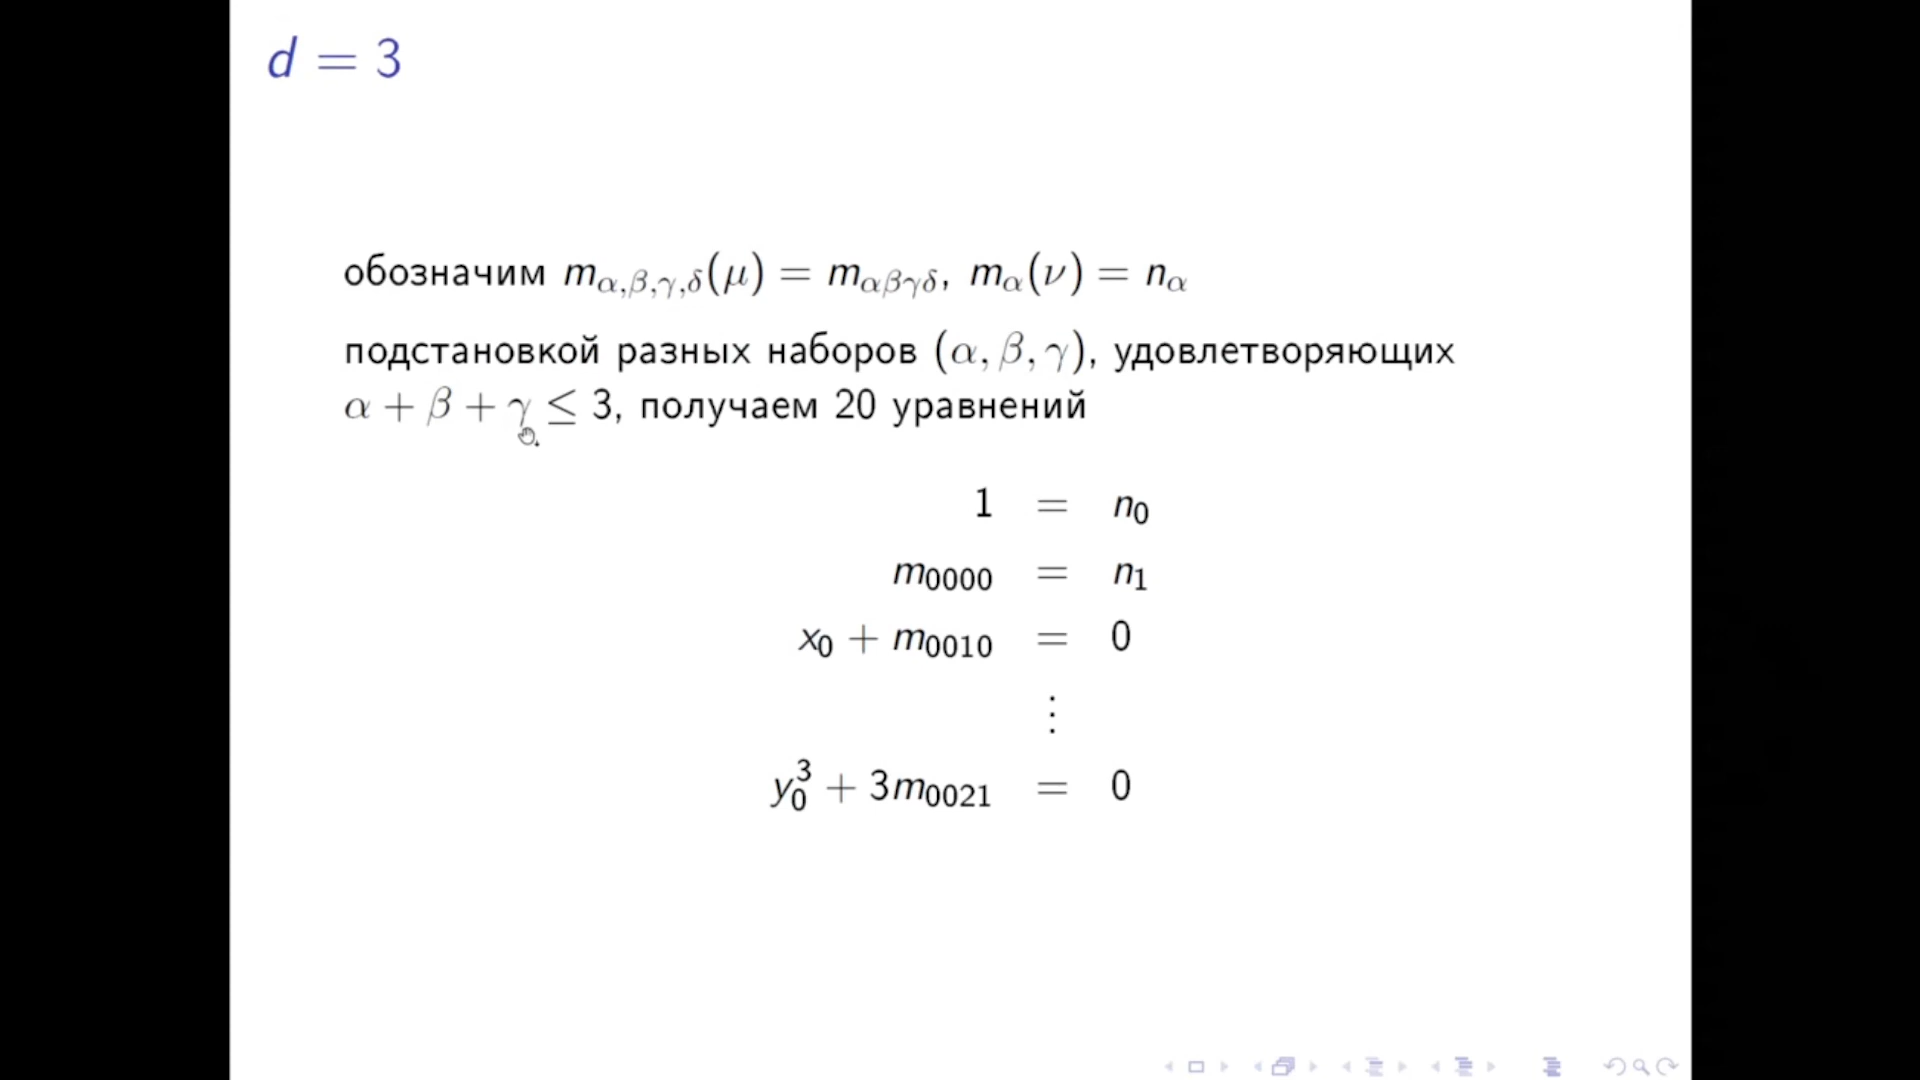 d = 3
обозначим m_{α,β,γ,δ}(μ) = m_{αβγδ}, m_α(ν) = n_α
подстановкой разных наборов (α, β, γ), удовлетворяющих
α + β + γ ≤ 3, получаем 20 уравнений
1 = n_0
m_{0000} = n_1
x_0 + m_{0010} = 0
⋮
y_0^3 + 3m_{0021} = 0